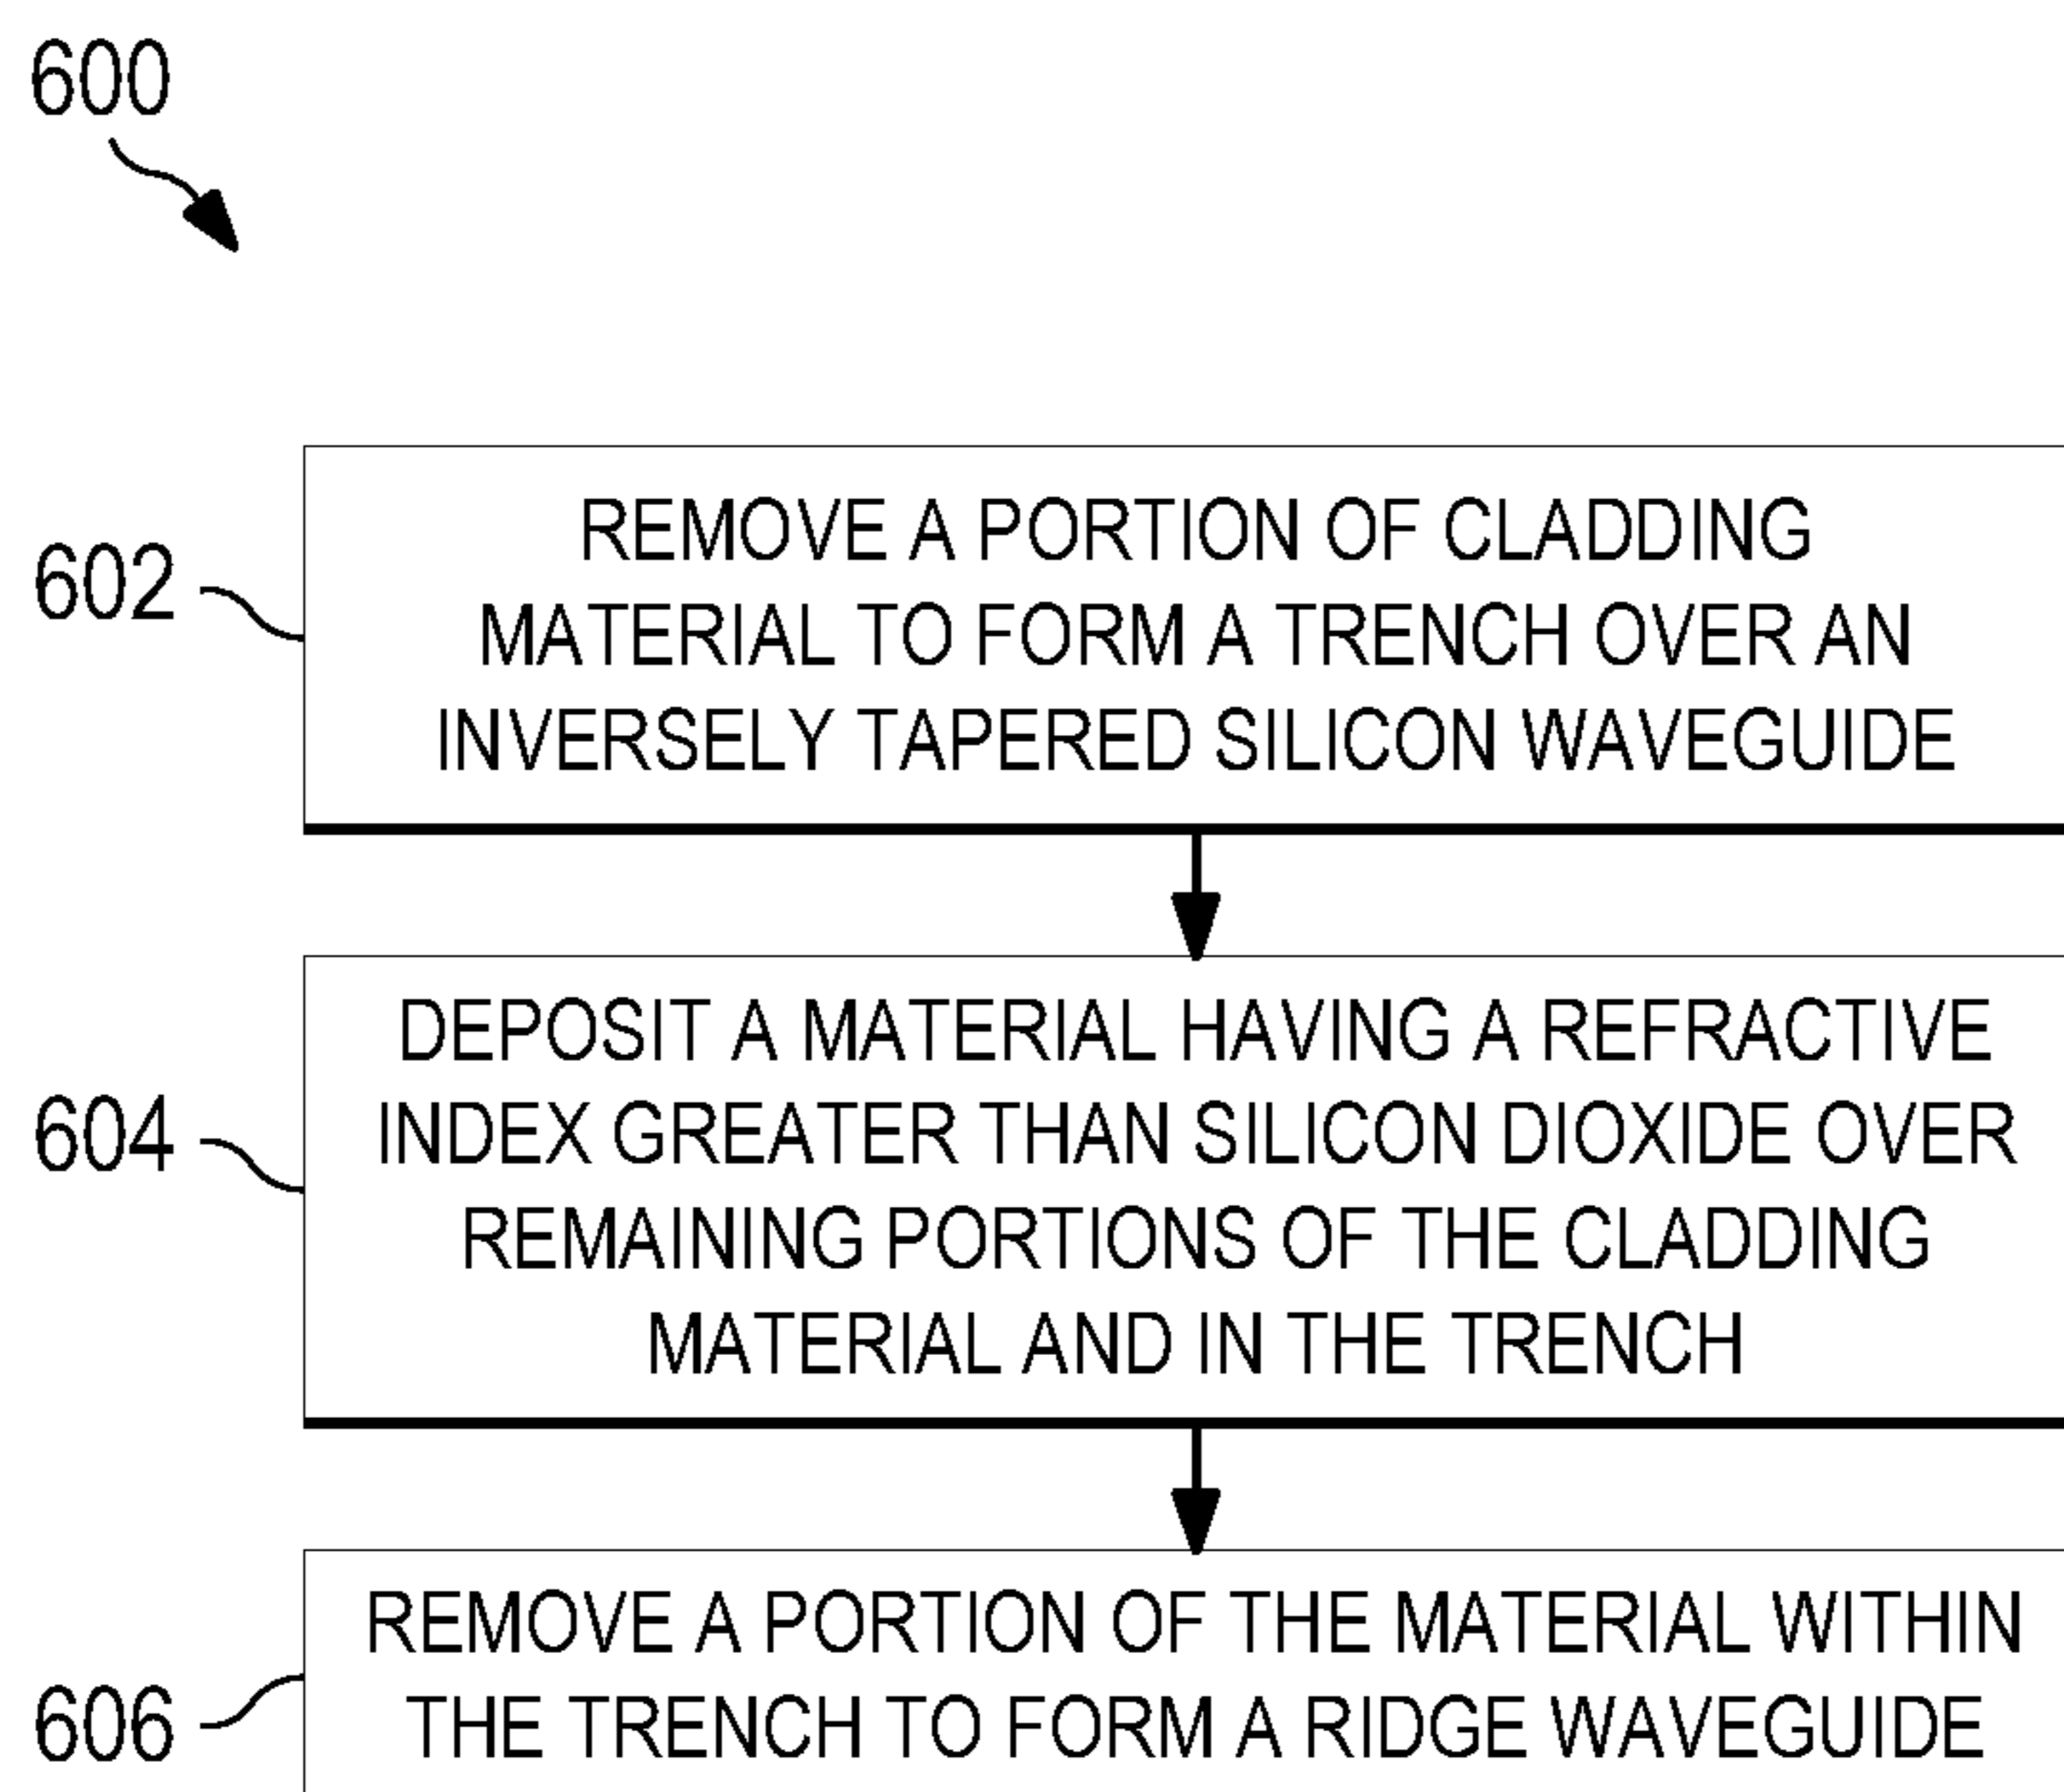 600
602
REMOVE A PORTION OF CLADDING
MATERIAL TO FORM A TRENCH OVER AN
INVERSELY TAPERED SILICON WAVEGUIDE
604
DEPOSIT A MATERIAL HAVING A REFRACTIVE
INDEX GREATER THAN SILICON DIOXIDE OVER
REMAINING PORTIONS OF THE CLADDING
MATERIAL AND IN THE TRENCH
606
REMOVE A PORTION OF THE MATERIAL WITHIN
THE TRENCH TO FORM A RIDGE WAVEGUIDE